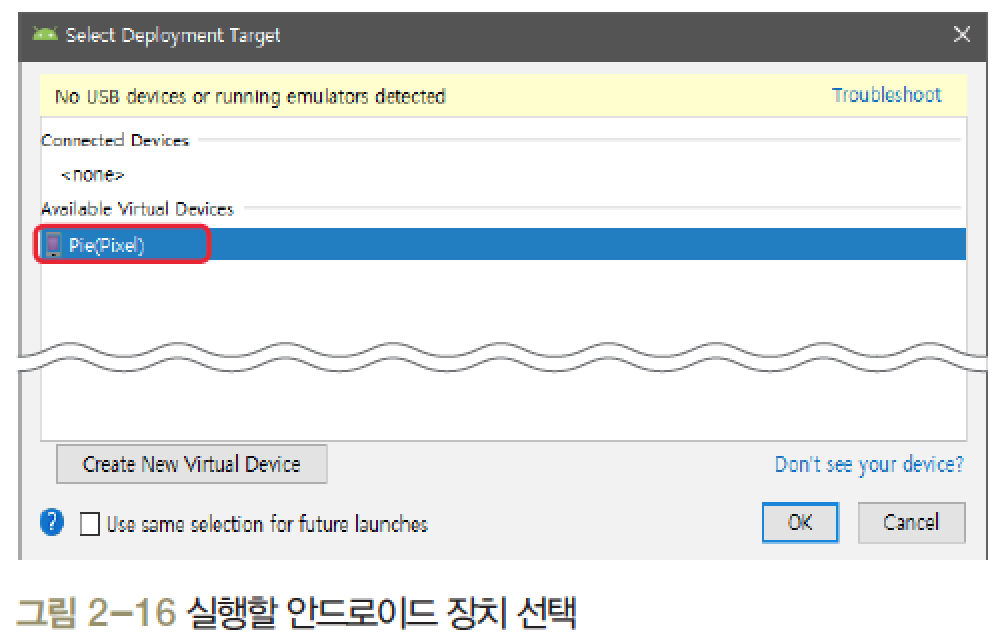 Select Deployment Target
No USB devices or running emulators detected Troubleshoot
Connected Devices
<none>
Available Virtual Devices
Pie(Pixel)
Create New Virtual Device Don't see your device?
? Use same selection for future launches OK Cancel
그림 2-16 실행할 안드로이드 장치 선택